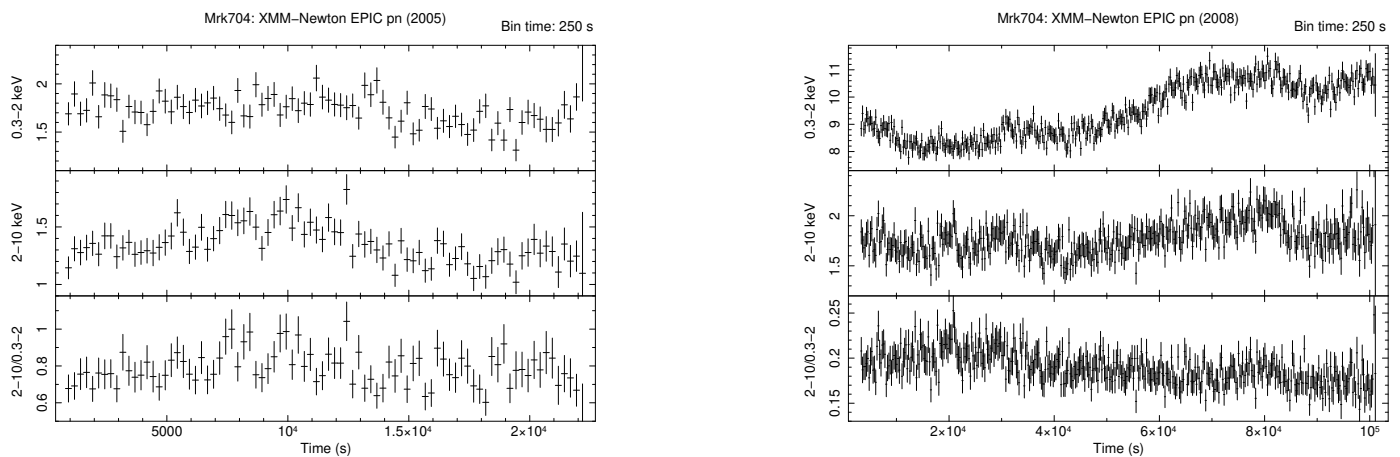 Mrk704: XMM−Newton EPIC pn (2005)
Bin time: 250 s
0.3−2 keV
2
1.5
2−10 keV
1.5
1
2−10/0.3−2
1
0.8
0.6
5000
10⁴
1.5×10⁴
2×10⁴
Time (s)
Mrk704: XMM−Newton EPIC pn (2008)
Bin time: 250 s
0.3−2 keV
11
10
9
8
2−10 keV
2
1.5
2−10/0.3−2
0.25
0.2
0.15
2×10⁴
4×10⁴
6×10⁴
8×10⁴
10⁵
Time (s)